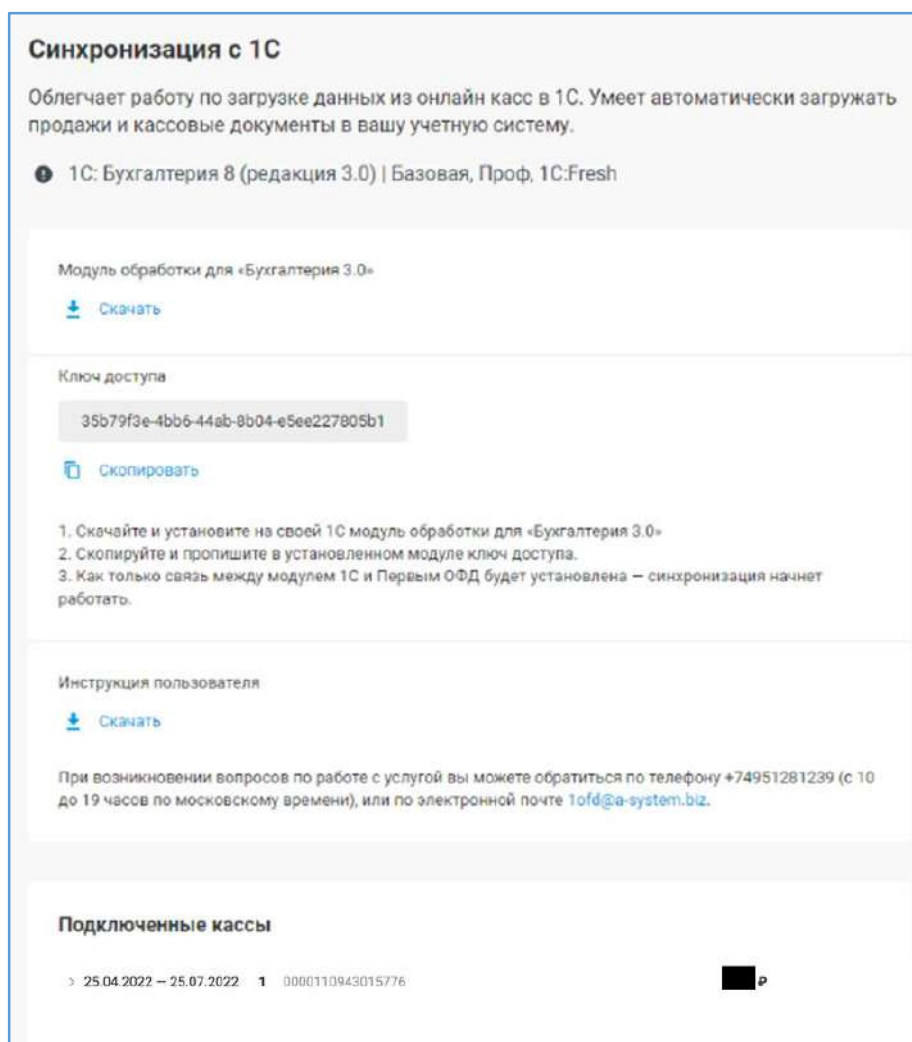 Синхронизация с 1С
Облегчает работу по загрузке данных из онлайн касс в 1С. Умеет автоматически загружать
продажи и кассовые документы в вашу учетную систему.
1С: Бухгалтерия 8 (редакция 3.0) | Базовая, Проф, 1С:Fresh
Модуль обработки для «Бухгалтерия 3.0»
Скачать
Ключ доступа
35b79f3e-4bb6-44ab-8b04-e5ee227805b1
Скопировать
1. Скачайте и установите на своей 1С модуль обработки для «Бухгалтерия 3.0»
2. Скопируйте и пропишите в установленном модуле ключ доступа.
3. Как только связь между модулем 1С и Первым ОФД будет установлена — синхронизация начнет
работать.
Инструкция пользователя
Скачать
При возникновении вопросов по работе с услугой вы можете обратиться по телефону +74951281239 (с 10
до 19 часов по московскому времени), или по электронной почте 1ofd@a-system.biz.
Подключенные кассы
25.04.2022 — 25.07.2022 1 0000110943015776 ₽